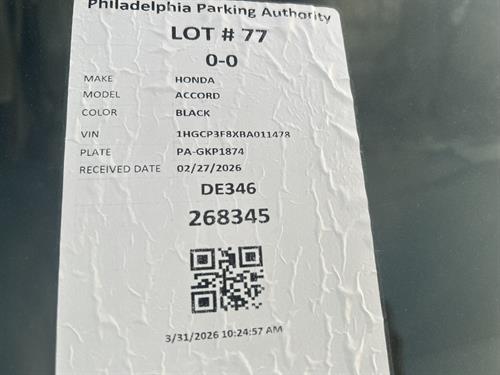 Philadelphia Parking Authority
LOT # 77
0-0
MAKE HONDA
MODEL ACCORD
COLOR BLACK
VIN 1HGCP3F8XBA011478
PLATE PA-GKP1874
RECEIVED DATE 02/27/2026
DE346
268345
3/31/2026 10:24:57 AM